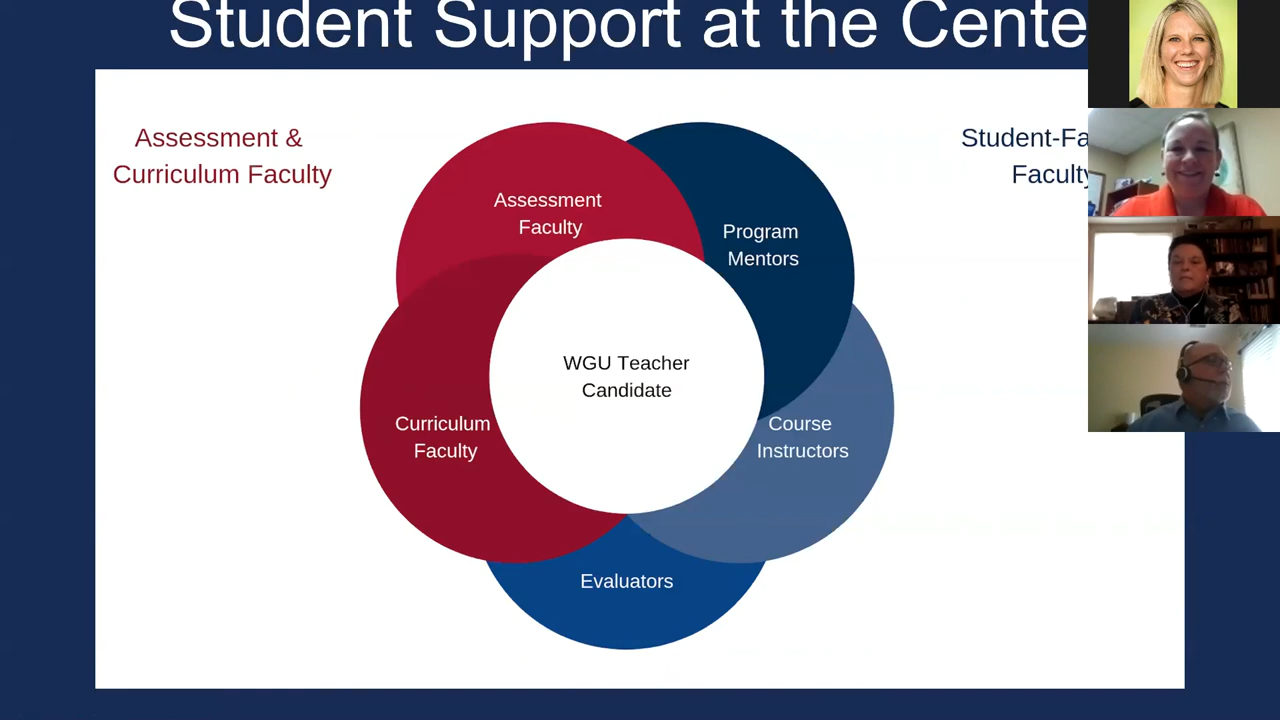 Student Support at the Cente
Assessment &
Curriculum Faculty
Student-Fa
Faculty
Assessment
Faculty
Program
Mentors
WGU Teacher
Candidate
Curriculum
Faculty
Course
Instructors
Evaluators